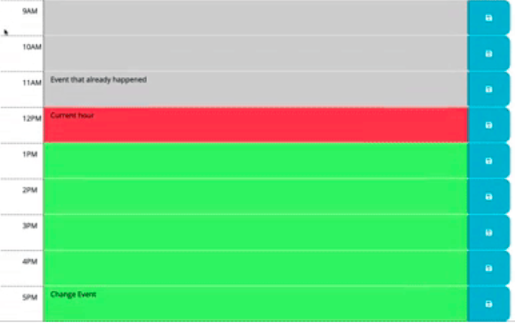 9AM
10AM
11AM Event that already happened
12PM Current hour
1PM
2PM
3PM
4PM
5PM Change Event